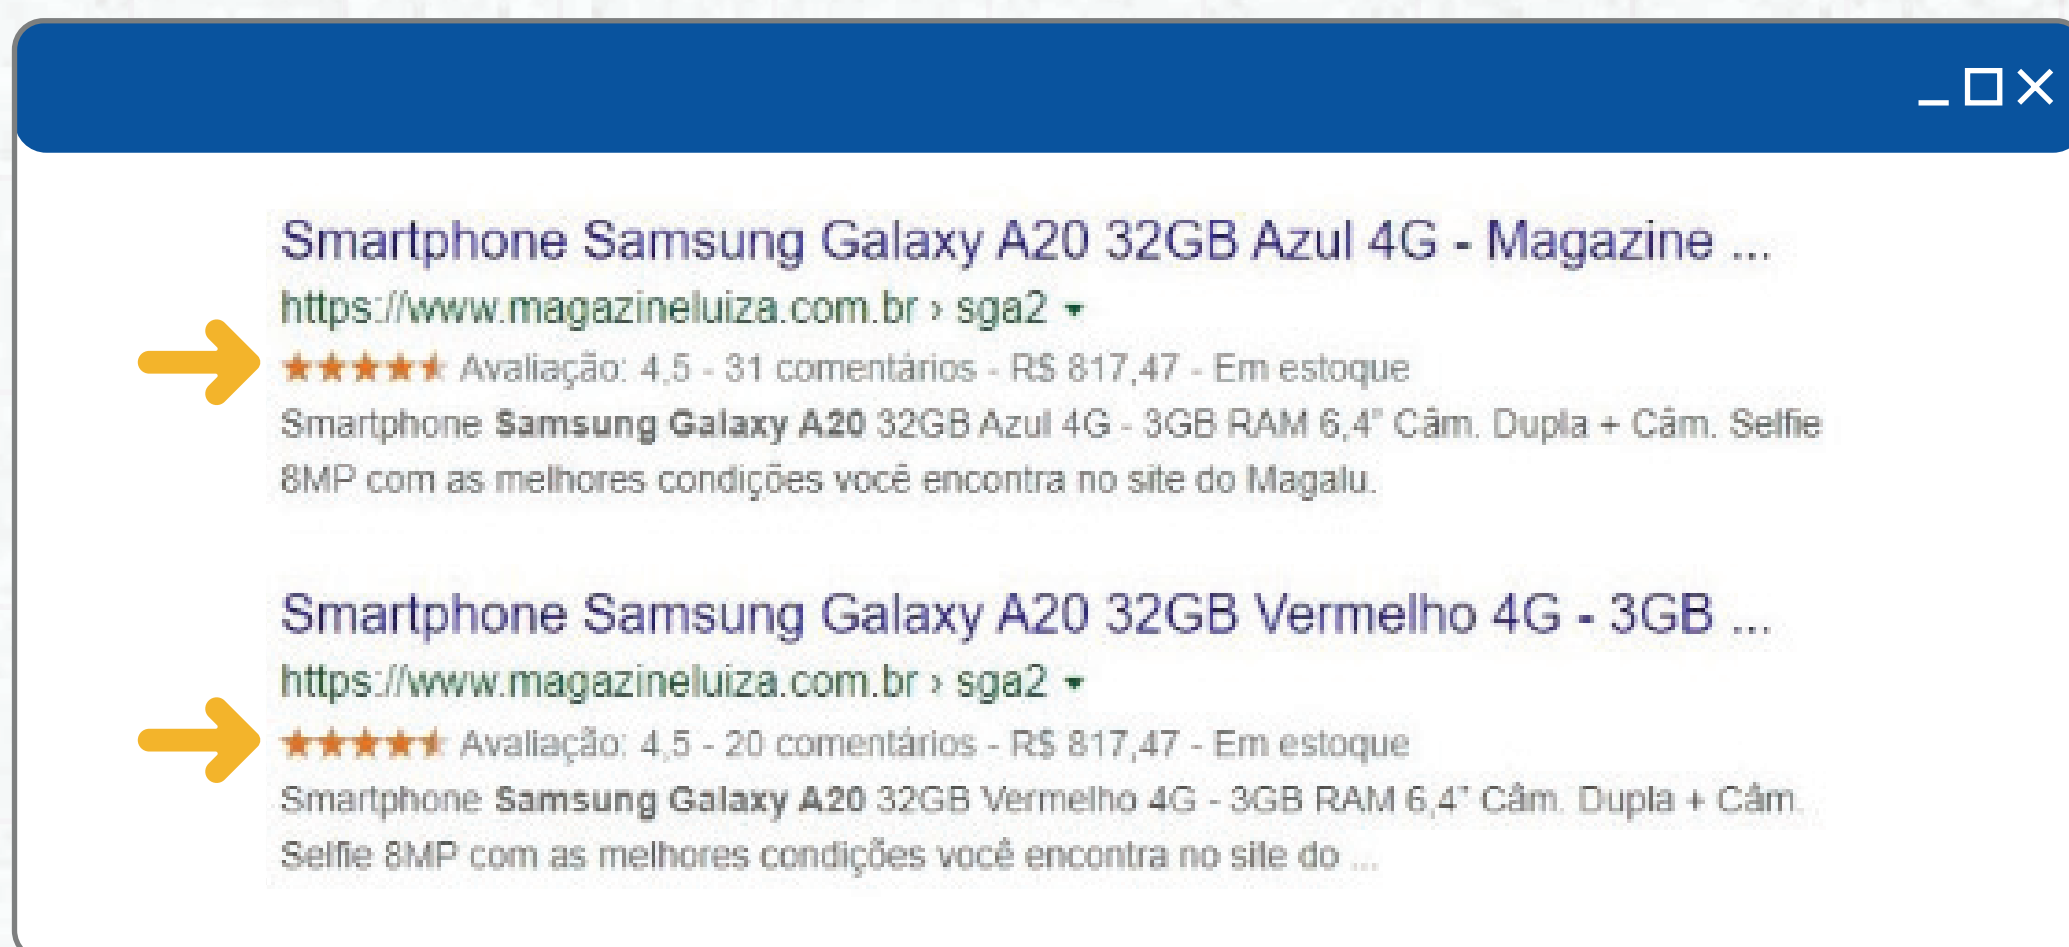 Smartphone Samsung Galaxy A20 32GB Azul 4G - Magazine ...
https://www.magazineluiza.com.br › sga2
Avaliação: 4,5 - 31 comentários - R$ 817,47 - Em estoque
Smartphone Samsung Galaxy A20 32GB Azul 4G - 3GB RAM 6,4" Câm. Dupla + Câm. Selfie
8MP com as melhores condições você encontra no site do Magalu.
Smartphone Samsung Galaxy A20 32GB Vermelho 4G - 3GB ...
https://www.magazineluiza.com.br › sga2
Avaliação: 4,5 - 20 comentários - R$ 817,47 - Em estoque
Smartphone Samsung Galaxy A20 32GB Vermelho 4G - 3GB RAM 6,4" Câm. Dupla + Câm.
Selfie 8MP com as melhores condições você encontra no site do ...